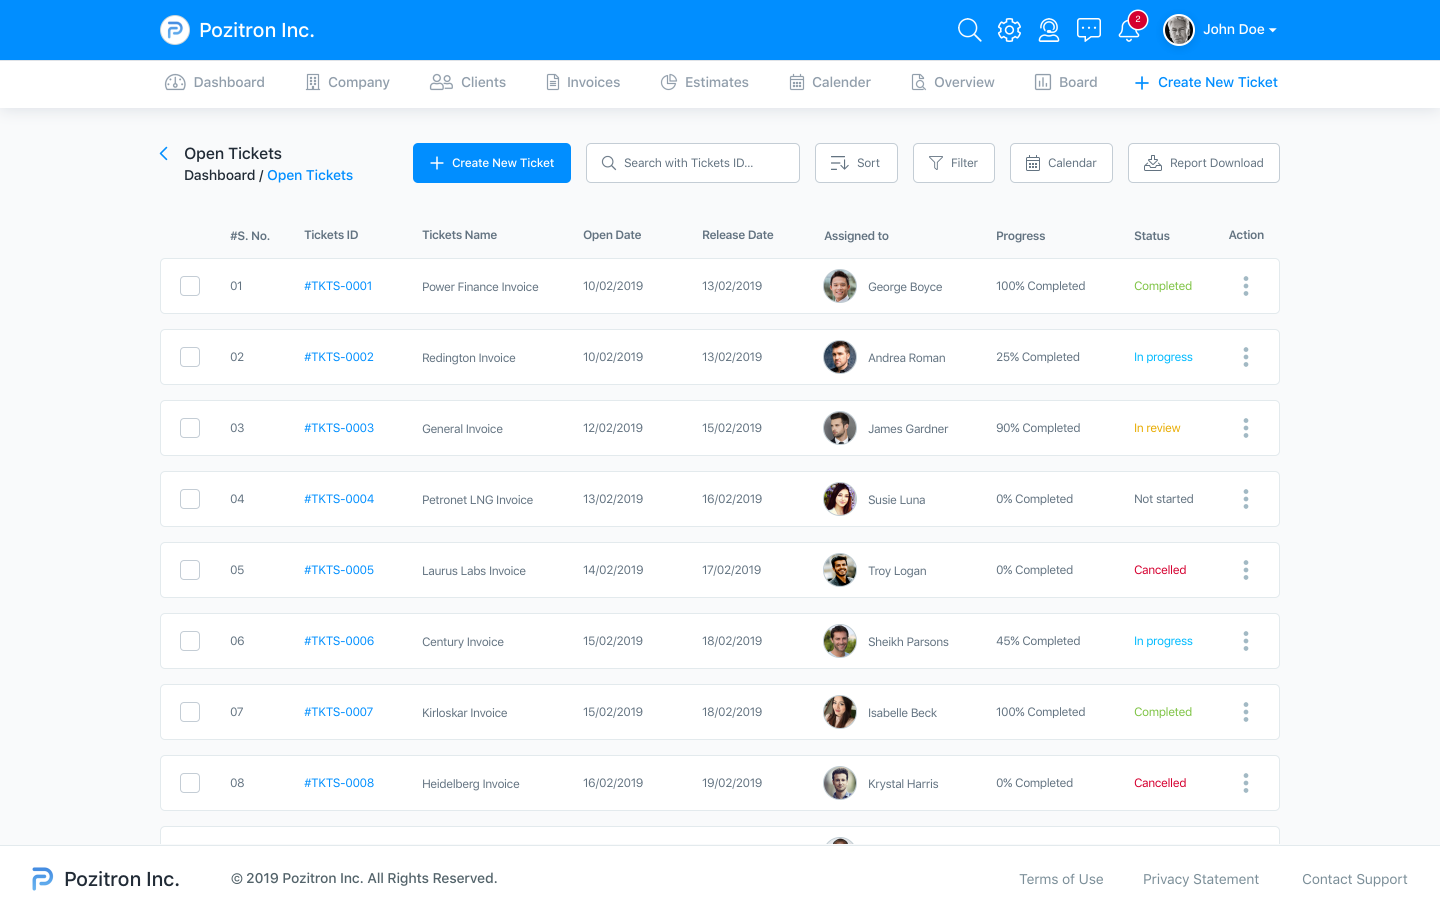 Pozitron Inc.
2
John Doe
Dashboard
Company
Clients
Invoices
Estimates
Calender
Overview
Board
Create New Ticket
Open Tickets
Dashboard / Open Tickets
Create New Ticket
Search with Tickets ID...
Sort
Filter
Calendar
Report Download
#S. No. Tickets ID Tickets Name Open Date Release Date Assigned to Progress Status Action
01 #TKTS-0001 Power Finance Invoice 10/02/2019 13/02/2019 George Boyce 100% Completed Completed
02 #TKTS-0002 Redington Invoice 10/02/2019 13/02/2019 Andrea Roman 25% Completed In progress
03 #TKTS-0003 General Invoice 12/02/2019 15/02/2019 James Gardner 90% Completed In review
04 #TKTS-0004 Petronet LNG Invoice 13/02/2019 16/02/2019 Susie Luna 0% Completed Not started
05 #TKTS-0005 Laurus Labs Invoice 14/02/2019 17/02/2019 Troy Logan 0% Completed Cancelled
06 #TKTS-0006 Century Invoice 15/02/2019 18/02/2019 Sheikh Parsons 45% Completed In progress
07 #TKTS-0007 Kirloskar Invoice 15/02/2019 18/02/2019 Isabelle Beck 100% Completed Completed
08 #TKTS-0008 Heidelberg Invoice 16/02/2019 19/02/2019 Krystal Harris 0% Completed Cancelled
Pozitron Inc.
© 2019 Pozitron Inc. All Rights Reserved.
Terms of Use
Privacy Statement
Contact Support